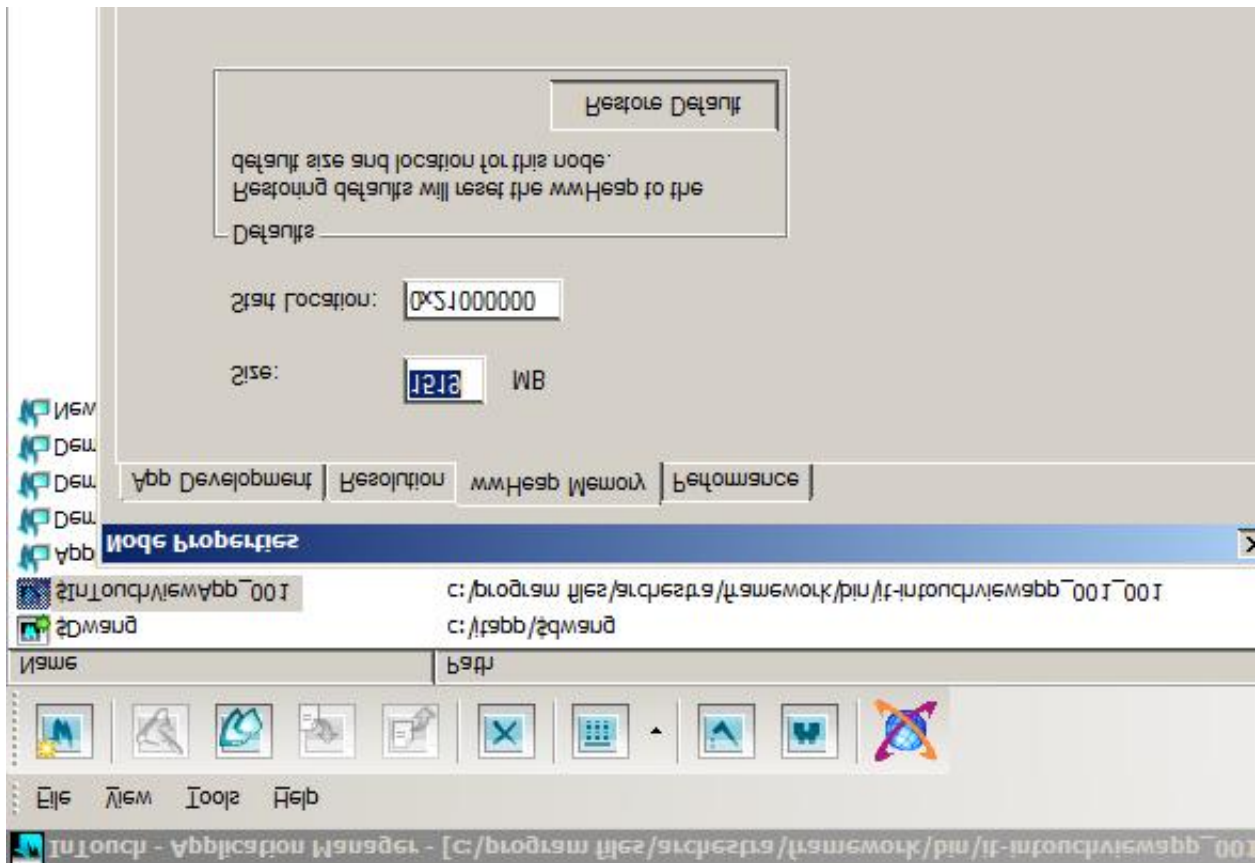 InTouch - Application Manager - [c:\program files\archestra\framework\bin\it-intouchviewapp_00
File View Tools Help
Name Path
$Dwang c:\itapp\$dwang
$InTouchViewApp_001 c:\program files\archestra\framework\bin\it-intouchviewapp_001_001
App
Node Properties
Dem
Dem
App Development Resolution wwHeap Memory Performance
Dem
New
Size: 1519 MB
Start Location: 0x21000000
Defaults
Restoring defaults will reset the wwHeap to the
default size and location for this node.
Restore Default